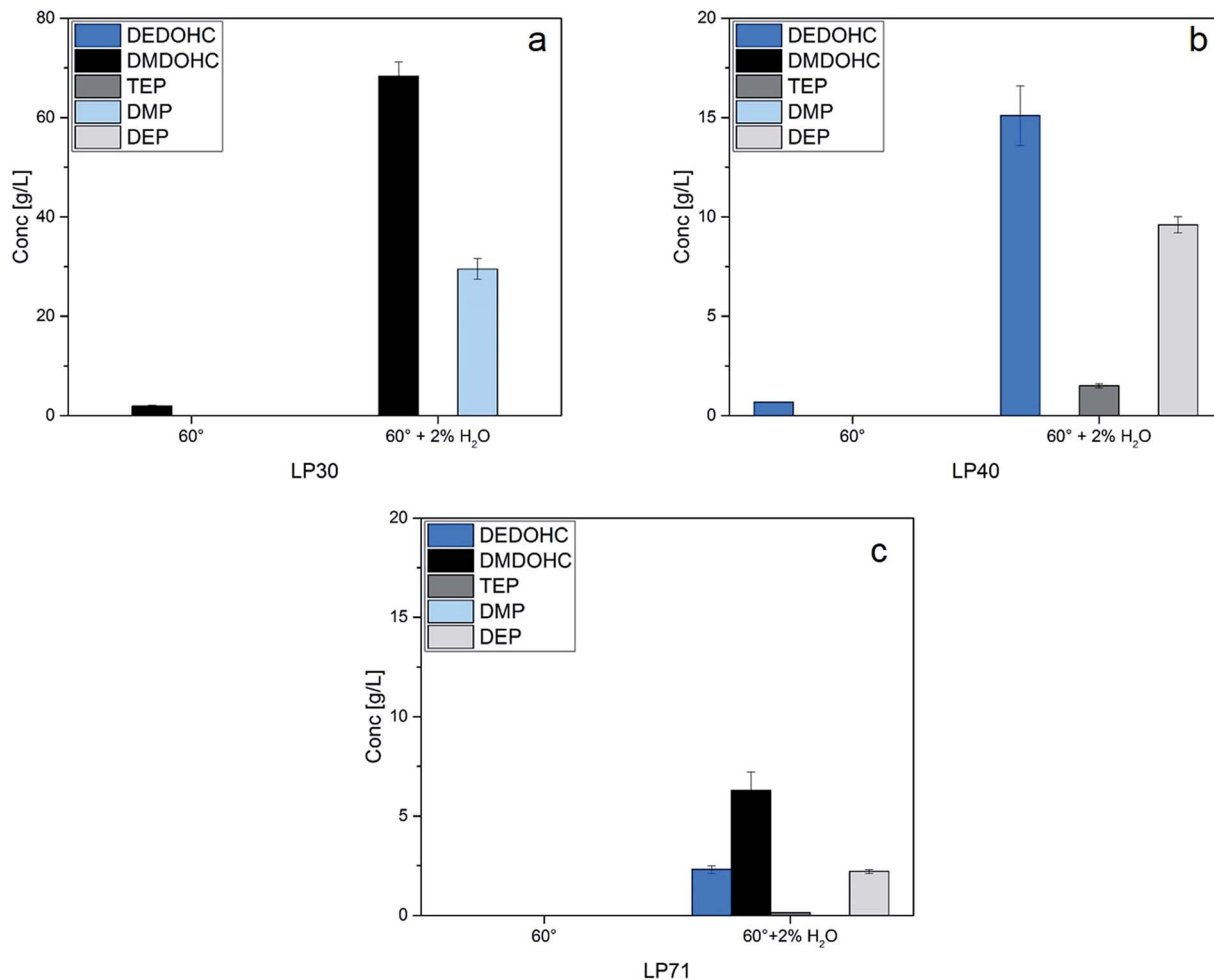 a
DEDOHC
DMDOHC
TEP
DMP
DEP
80
60
40
20
0
Conc [g/L]
60°
60° + 2% H₂O
LP30
b
DEDOHC
DMDOHC
TEP
DMP
DEP
20
15
10
5
0
Conc [g/L]
60°
60° + 2% H₂O
LP40
c
DEDOHC
DMDOHC
TEP
DMP
DEP
20
15
10
5
0
Conc [g/L]
60°
60°+2% H₂O
LP71